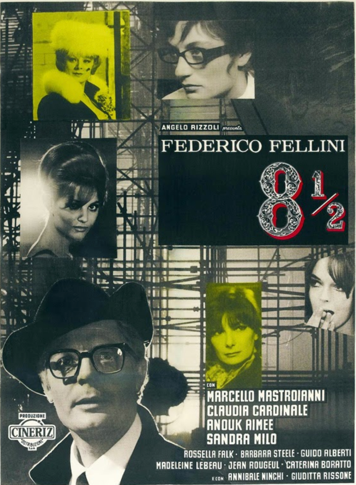 ANGELO RIZZOLI presenta
FEDERICO FELLINI
8 1/2
CON
MARCELLO MASTROIANNI
CLAUDIA CARDINALE
ANOUK AIMEE
SANDRA MILO
ROSSELLA FALK · BARBARA STEELE · GUIDO ALBERTI
MADELEINE LEBEAU · JEAN ROUGEUL · CATERINA BORATTO
E CON ANNIBALE NINCHI · GIUDITTA RISSONE
PRODUZIONE
CINERIZ